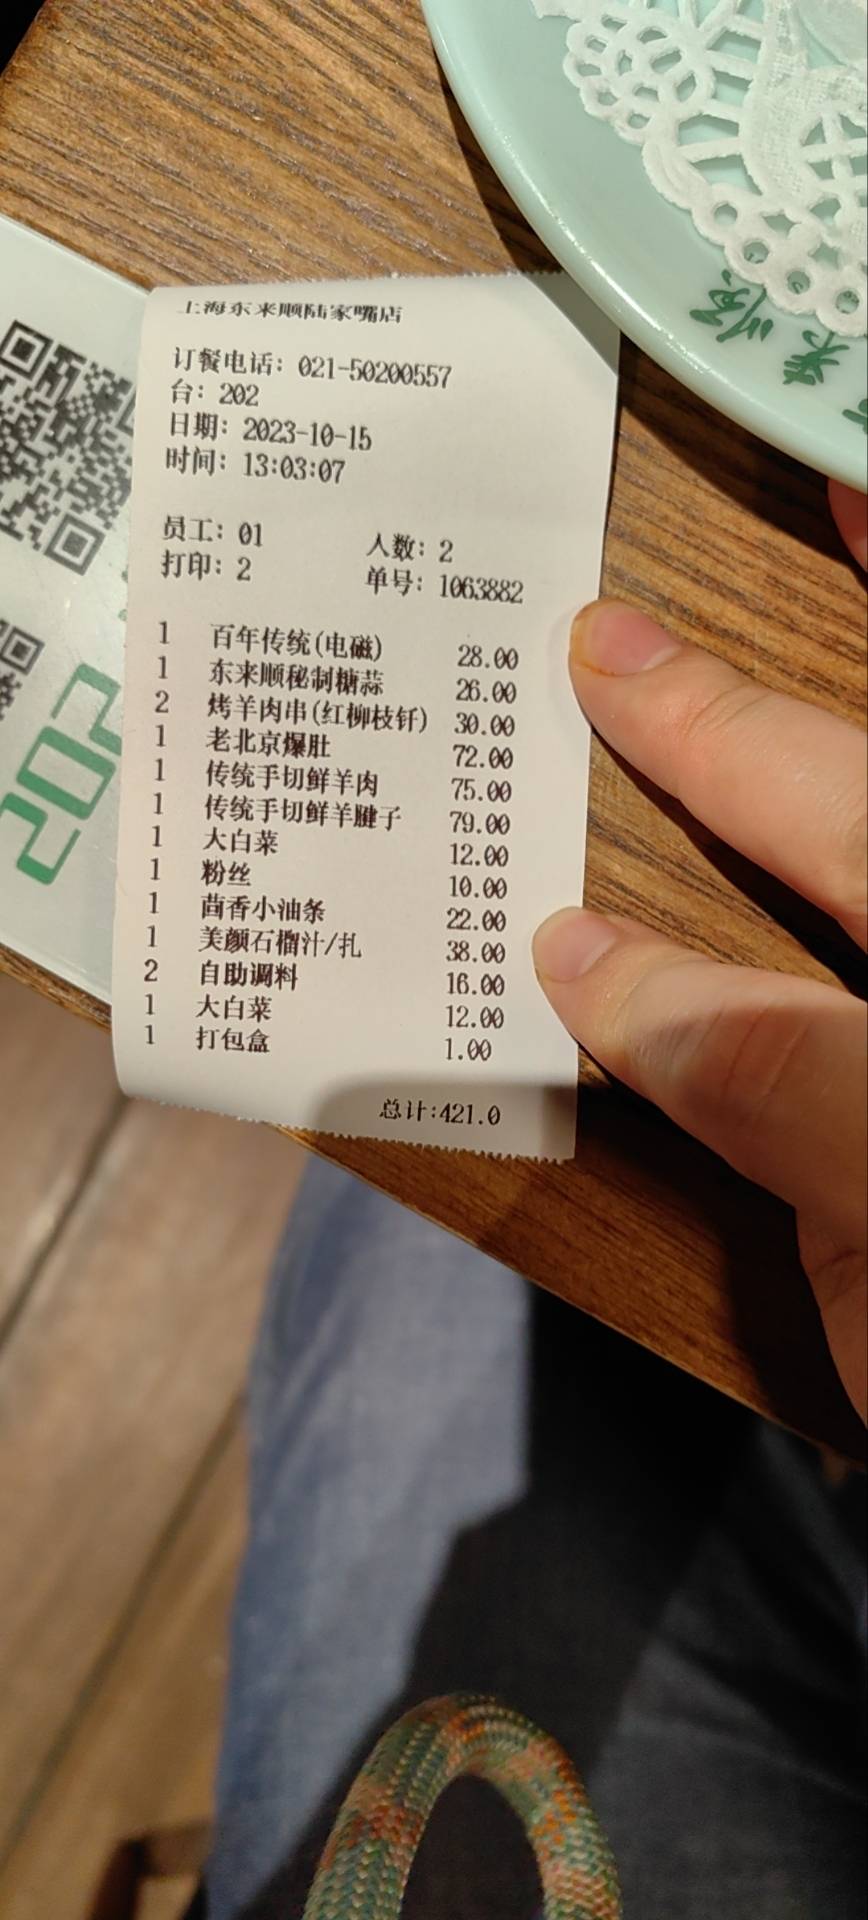 上海东来顺陆家嘴店
订餐电话: 021-50200557
台: 202
日期: 2023-10-15
时间: 13:03:07
员工: 01 人数: 2
打印: 2 单号: 1063882
1 百年传统(电磁) 28.00
1 东来顺秘制糖蒜 26.00
2 烤羊肉串(红柳枝钎) 30.00
1 老北京爆肚 72.00
1 传统手切鲜羊肉 75.00
1 传统手切鲜羊腱子 79.00
1 大白菜 12.00
1 粉丝 10.00
1 茴香小油条 22.00
1 美颜石榴汁/扎 38.00
2 自助调料 16.00
1 大白菜 12.00
1 打包盒 1.00
总计:421.0
202
来顺